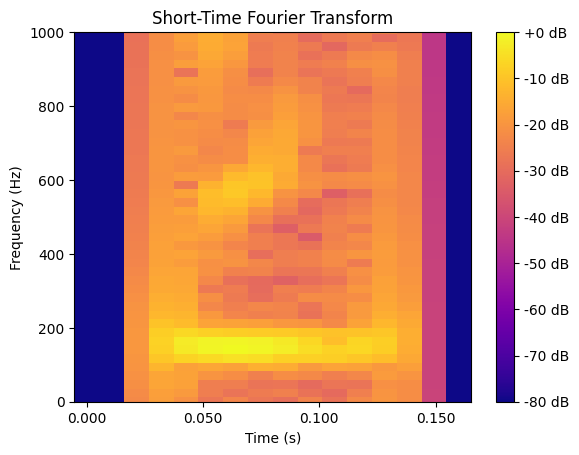 Short-Time Fourier Transform
Frequency (Hz)
1000
800
600
400
200
0
0.000
0.050
0.100
0.150
Time (s)
+0 dB
-10 dB
-20 dB
-30 dB
-40 dB
-50 dB
-60 dB
-70 dB
-80 dB